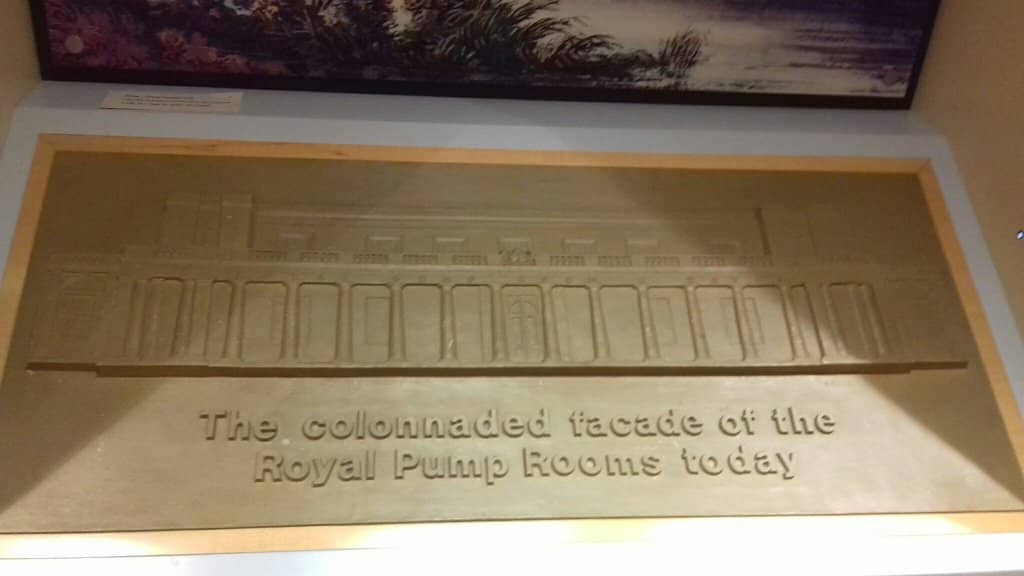 The colonnaded facade of the
Royal Pump Rooms today